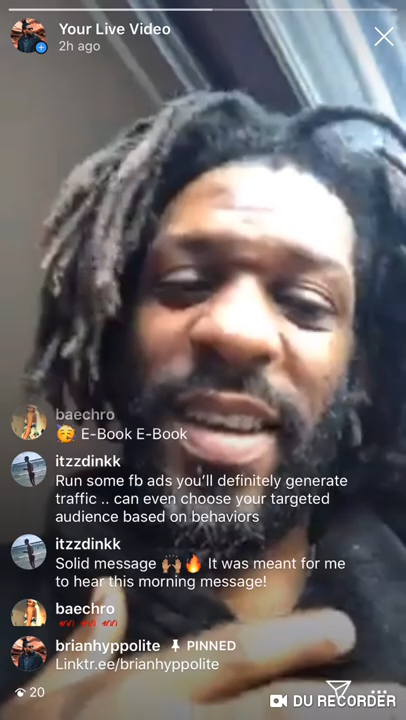 Your Live Video
2h ago
baechro
🥳 E-Book E-Book
itzzdinkk
Run some fb ads you'll definitely generate
traffic .. can even choose your targeted
audience based on behaviors
itzzdinkk
Solid message 🙌🏽🔥 It was meant for me
to hear this morning message!
baechro
💯 💯 💯
brianhyppolite 📌 PINNED
Linktr.ee/brianhyppolite
20
DU RECORDER